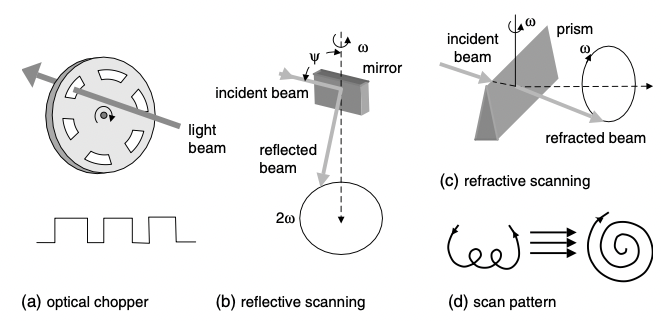 light
beam
(a) optical chopper
ω
ψ
mirror
incident beam
reflected
beam
2ω
(b) reflective scanning
incident
beam
ω
prism
ω
refracted beam
(c) refractive scanning
(d) scan pattern